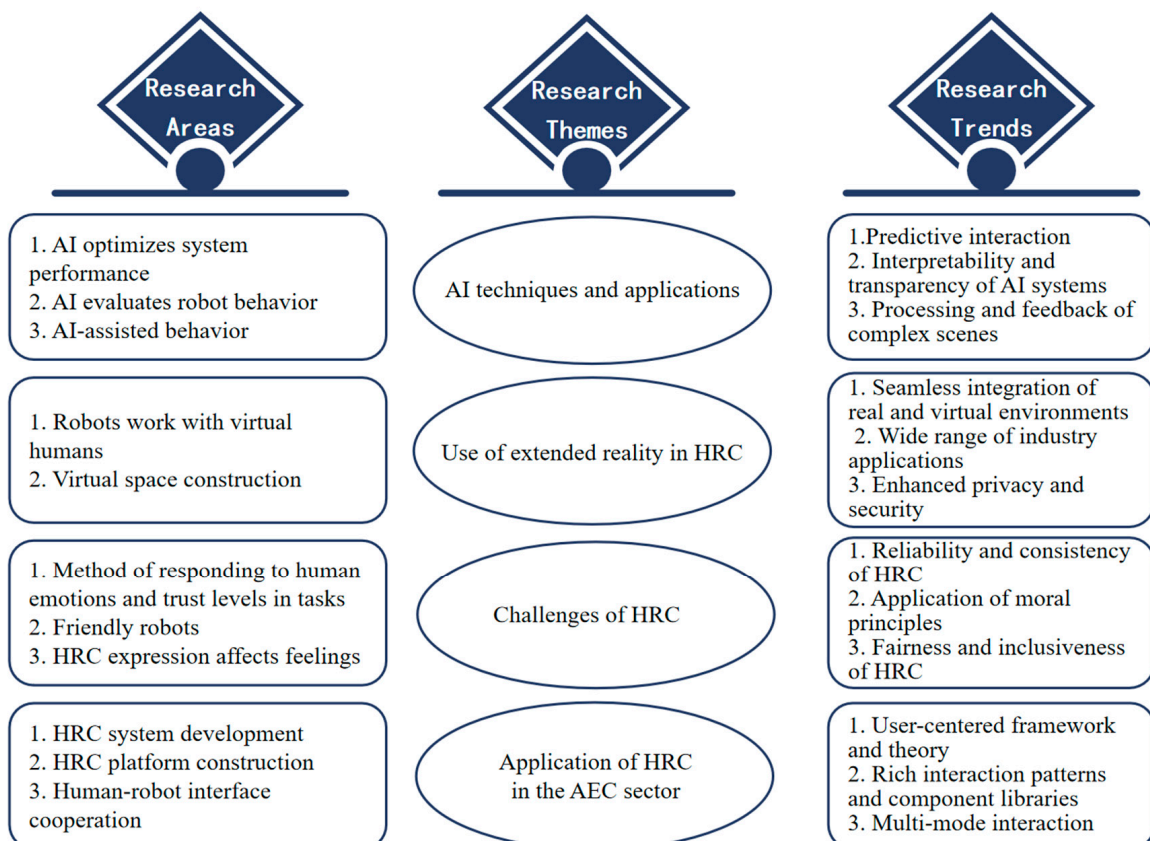 Research
Areas
Research
Themes
Research
Trends
1. AI optimizes system
performance
2. AI evaluates robot behavior
3. AI-assisted behavior
AI techniques and applications
1.Predictive interaction
2. Interpretability and
transparency of AI systems
3. Processing and feedback of
complex scenes
1. Robots work with virtual
humans
2. Virtual space construction
Use of extended reality in HRC
1. Seamless integration of
real and virtual environments
2. Wide range of industry
applications
3. Enhanced privacy and
security
1. Method of responding to human
emotions and trust levels in tasks
2. Friendly robots
3. HRC expression affects feelings
Challenges of HRC
1. Reliability and consistency
of HRC
2. Application of moral
principles
3. Fairness and inclusiveness
of HRC
1. HRC system development
2. HRC platform construction
3. Human-robot interface
cooperation
Application of HRC
in the AEC sector
1. User-centered framework
and theory
2. Rich interaction patterns
and component libraries
3. Multi-mode interaction